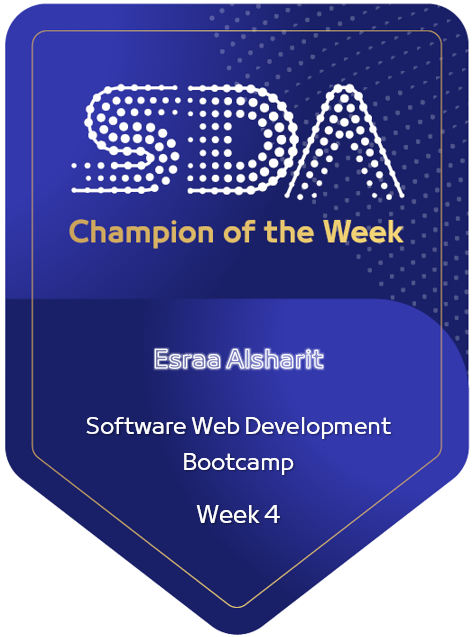 SDA
Champion of the Week
Esraa Alsharit
Software Web Development
Bootcamp
Week 4